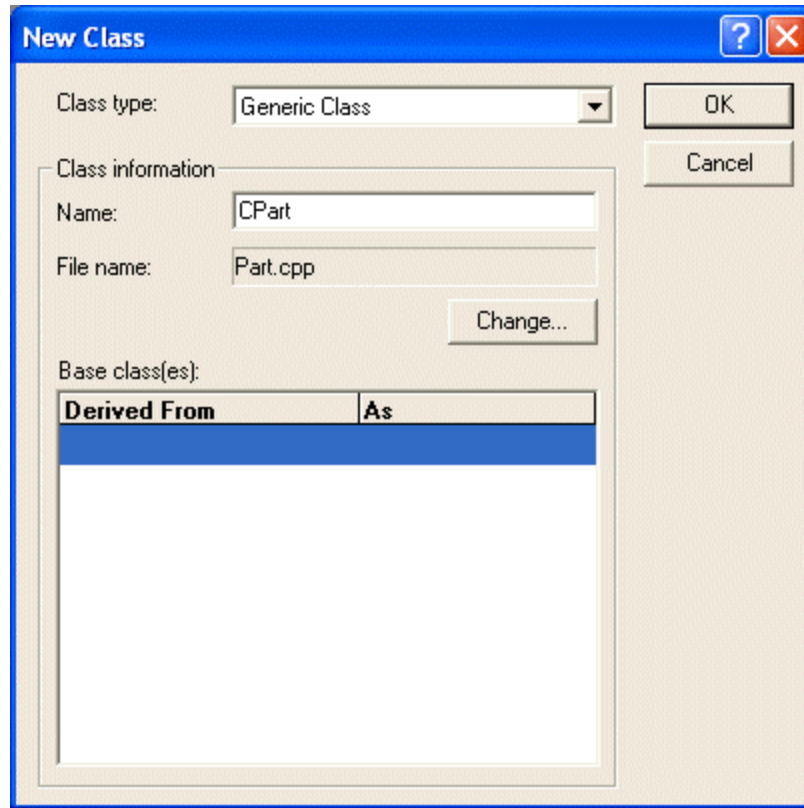 New Class
Class type: Generic Class OK
Class information Cancel
Name: CPart
File name: Part.cpp
Change...
Base class(es):
Derived From As